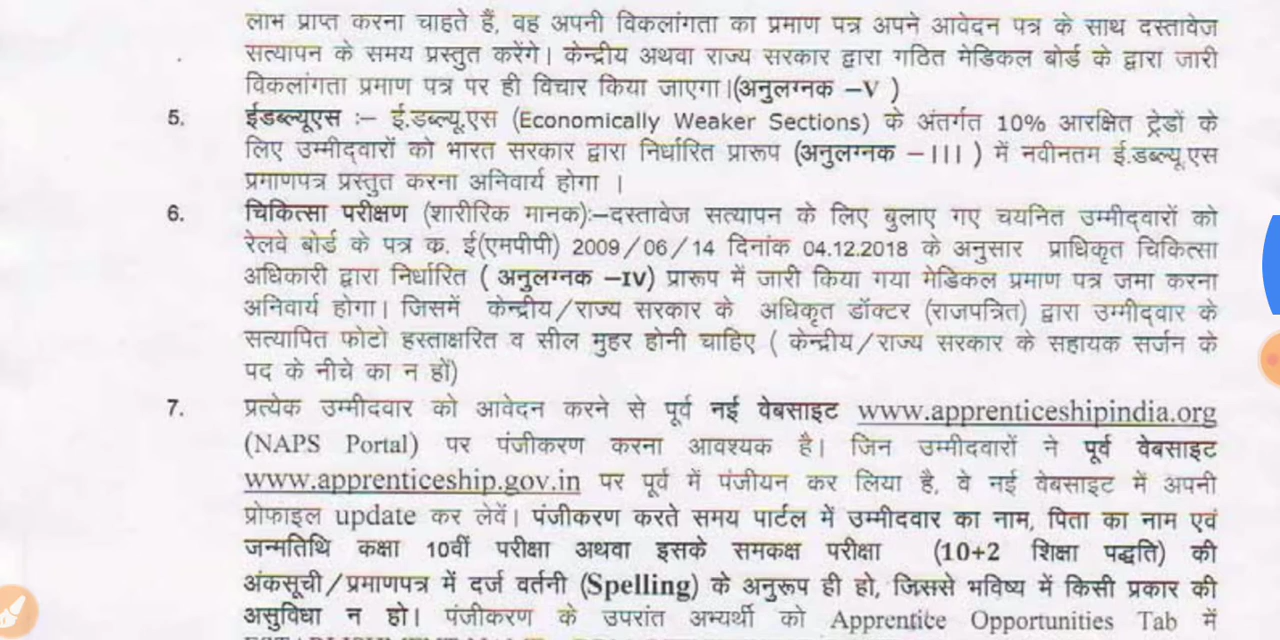 लाभ प्राप्त करना चाहते हैं, वह अपनी विकलांगता का प्रमाण पत्र अपने आवेदन पत्र के साथ दस्तावेज
सत्यापन के समय प्रस्तुत करेंगे। केन्द्रीय अथवा राज्य सरकार द्वारा गठित मेडिकल बोर्ड के द्वारा जारी
विकलांगता प्रमाण पत्र पर ही विचार किया जाएगा।(अनुलग्नक –V )
5. ईडब्ल्यूएस :– ई.डब्ल्यू.एस (Economically Weaker Sections) के अंतर्गत 10% आरक्षित ट्रेडों के
लिए उम्मीद्वारों को भारत सरकार द्वारा निर्धारित प्रारूप (अनुलग्नक – III ) में नवीनतम ई.डब्ल्यू.एस
प्रमाणपत्र प्रस्तुत करना अनिवार्य होगा ।
6. चिकित्सा परीक्षण (शारीरिक मानक):–दस्तावेज सत्यापन के लिए बुलाए गए चयनित उम्मीद्वारों को
रेलवे बोर्ड के पत्र क्र. ई(एमपीपी) 2009/06/14 दिनांक 04.12.2018 के अनुसार प्राधिकृत चिकित्सा
अधिकारी द्वारा निर्धारित ( अनुलग्नक –IV) प्रारूप में जारी किया गया मेडिकल प्रमाण पत्र जमा करना
अनिवार्य होगा। जिसमें केन्द्रीय/राज्य सरकार के अधिकृत डॉक्टर (राजपत्रित) द्वारा उम्मीद्वार के
सत्यापित फोटो हस्ताक्षरित व सील मुहर होनी चाहिए ( केन्द्रीय/राज्य सरकार के सहायक सर्जन के
पद के नीचे का न हों)
7. प्रत्येक उम्मीदवार को आवेदन करने से पूर्व नई वेबसाइट www.apprenticeshipindia.org
(NAPS Portal) पर पंजीकरण करना आवश्यक है। जिन उम्मीदवारों ने पूर्व वेबसाइट
www.apprenticeship.gov.in पर पूर्व में पंजीयन कर लिया है, वे नई वेबसाइट में अपनी
प्रोफाइल update कर लेवें। पंजीकरण करते समय पार्टल में उम्मीदवार का नाम, पिता का नाम एवं
जन्मतिथि कक्षा 10वीं परीक्षा अथवा इसके समकक्ष परीक्षा (10+2 शिक्षा पद्धति) की
अंकसूची/प्रमाणपत्र में दर्ज वर्तनी (Spelling) के अनुरूप ही हो, जिससे भविष्य में किसी प्रकार की
असुविधा न हो। पंजीकरण के उपरांत अभ्यर्थी को Apprentice Opportunities Tab में